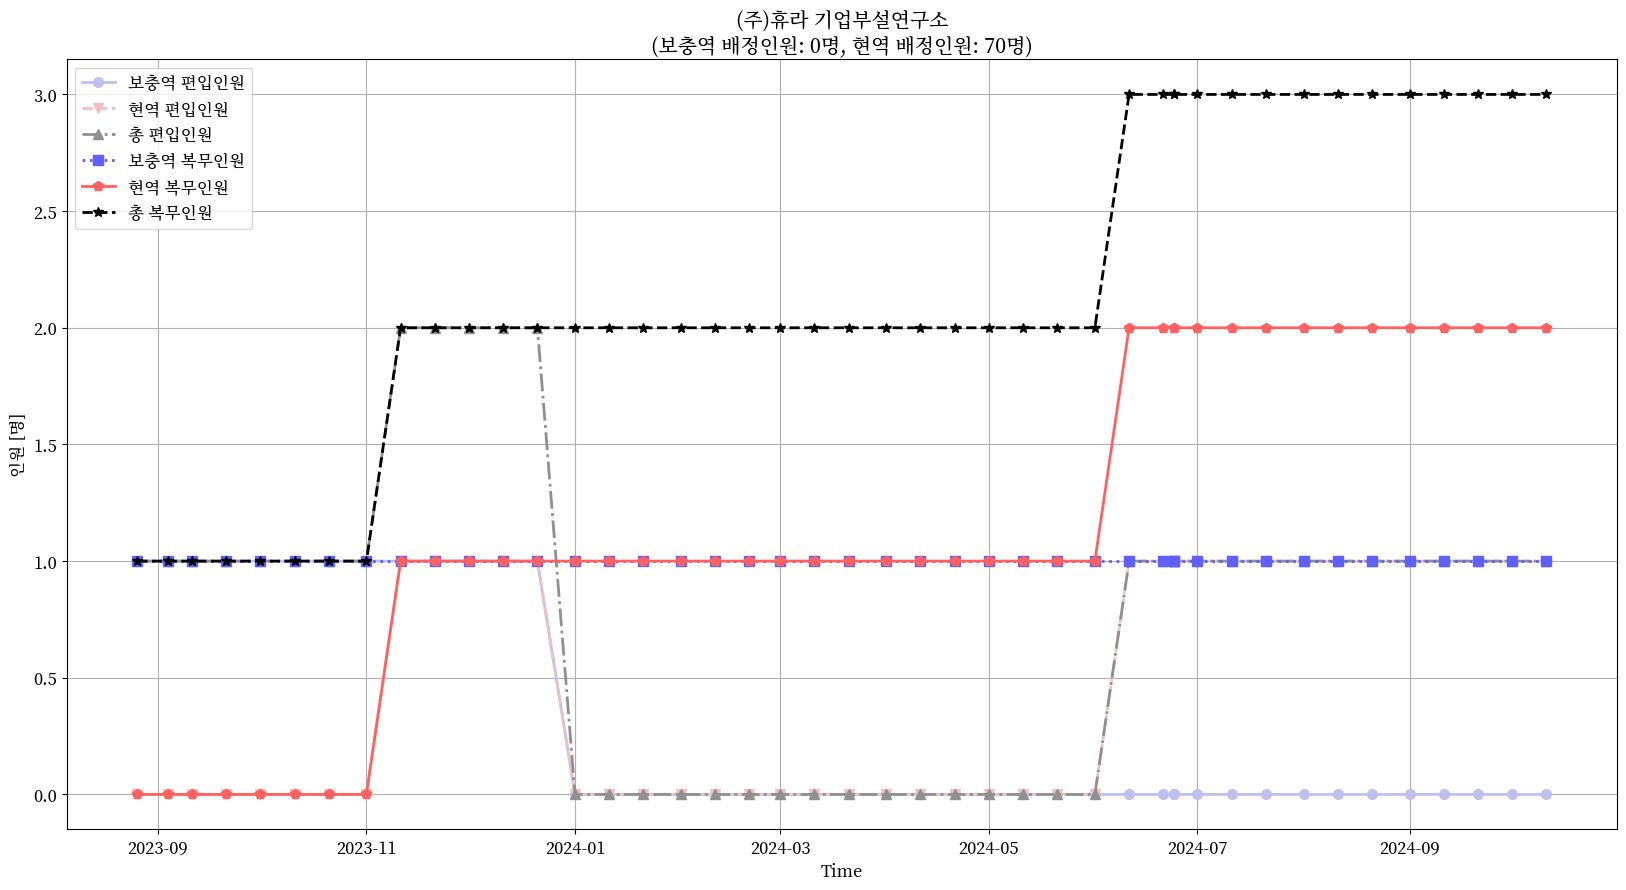 (주)휴라 기업부설연구소
(보충역 배정인원: 0명, 현역 배정인원: 70명)
보충역 편입인원
현역 편입인원
총 편입인원
보충역 복무인원
현역 복무인원
총 복무인원
3.0
2.5
2.0
1.5
1.0
0.5
0.0
인원 [명]
2023-09 2023-11 2024-01 2024-03 2024-05 2024-07 2024-09
Time